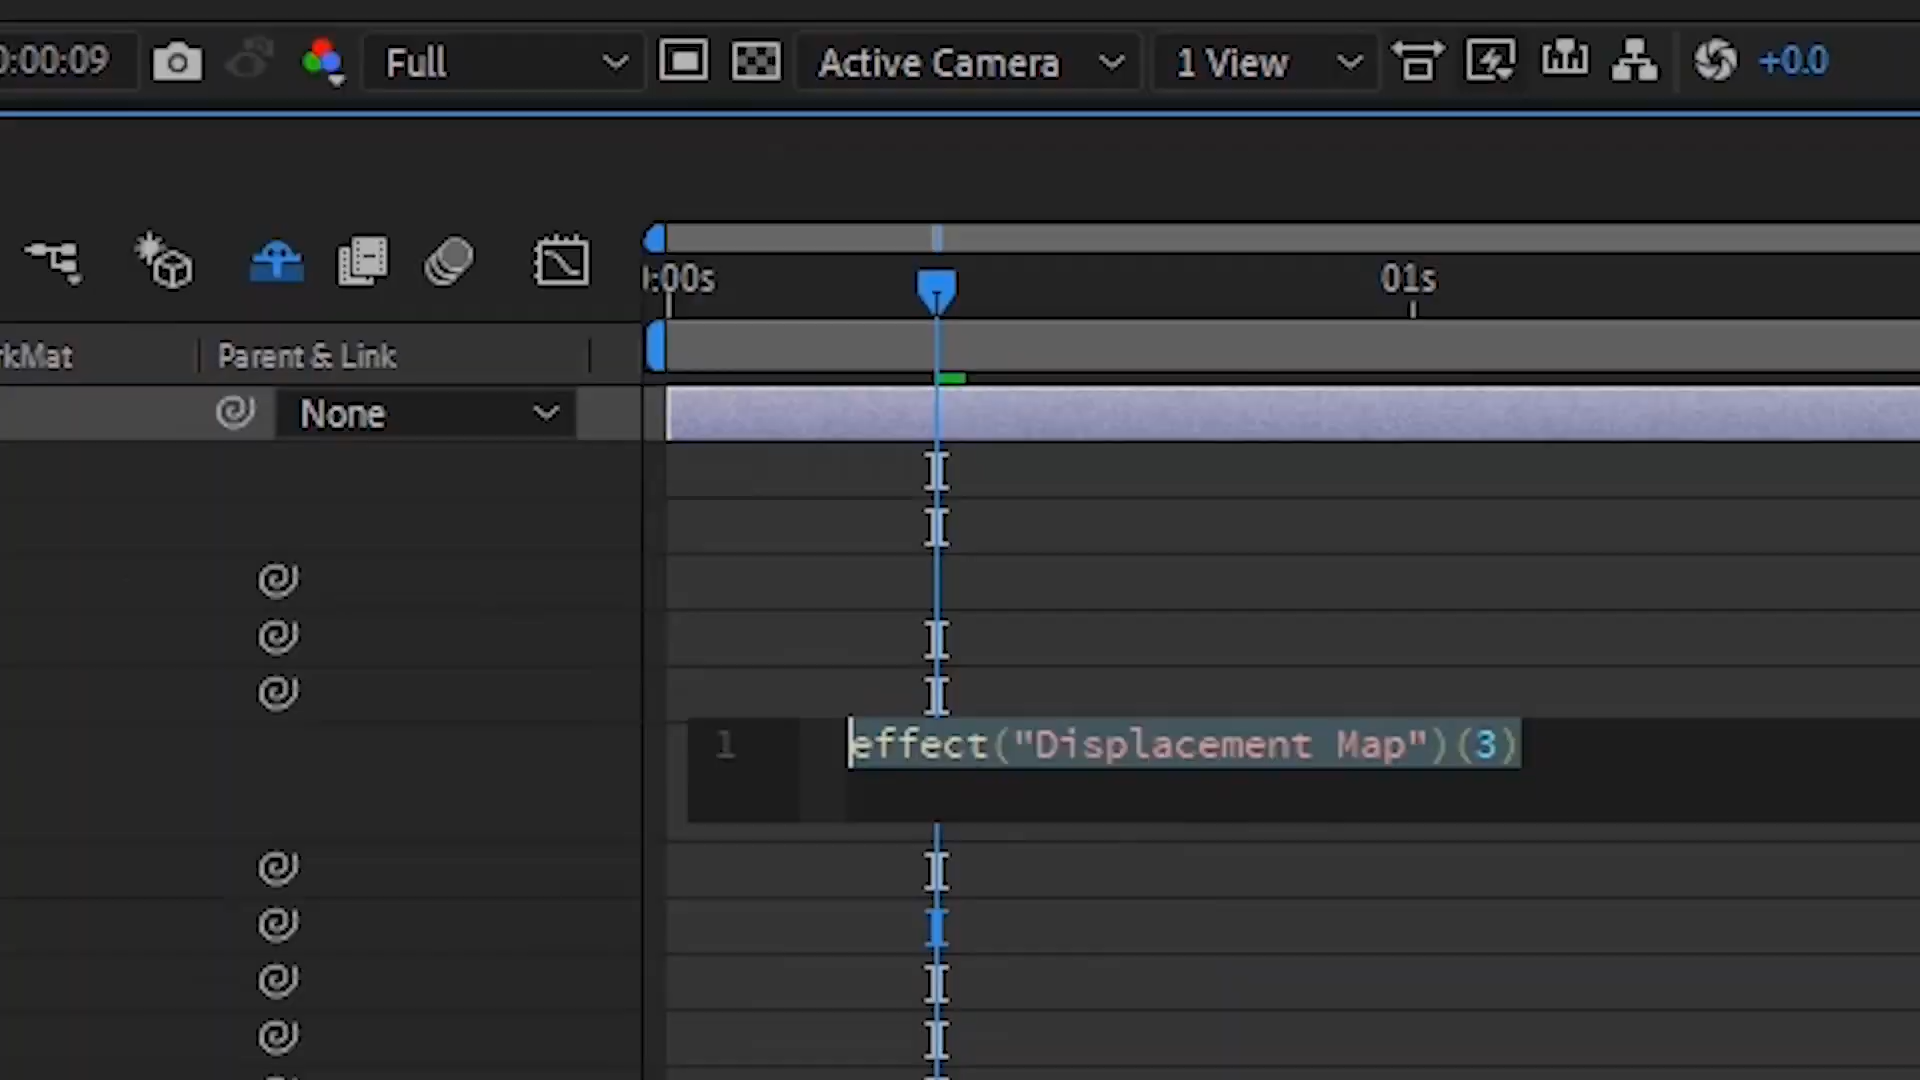 0:00:09 Full Active Camera 1 View +0.0
:00s 01s
rkMat Parent & Link
None
1 effect("Displacement Map")(3)